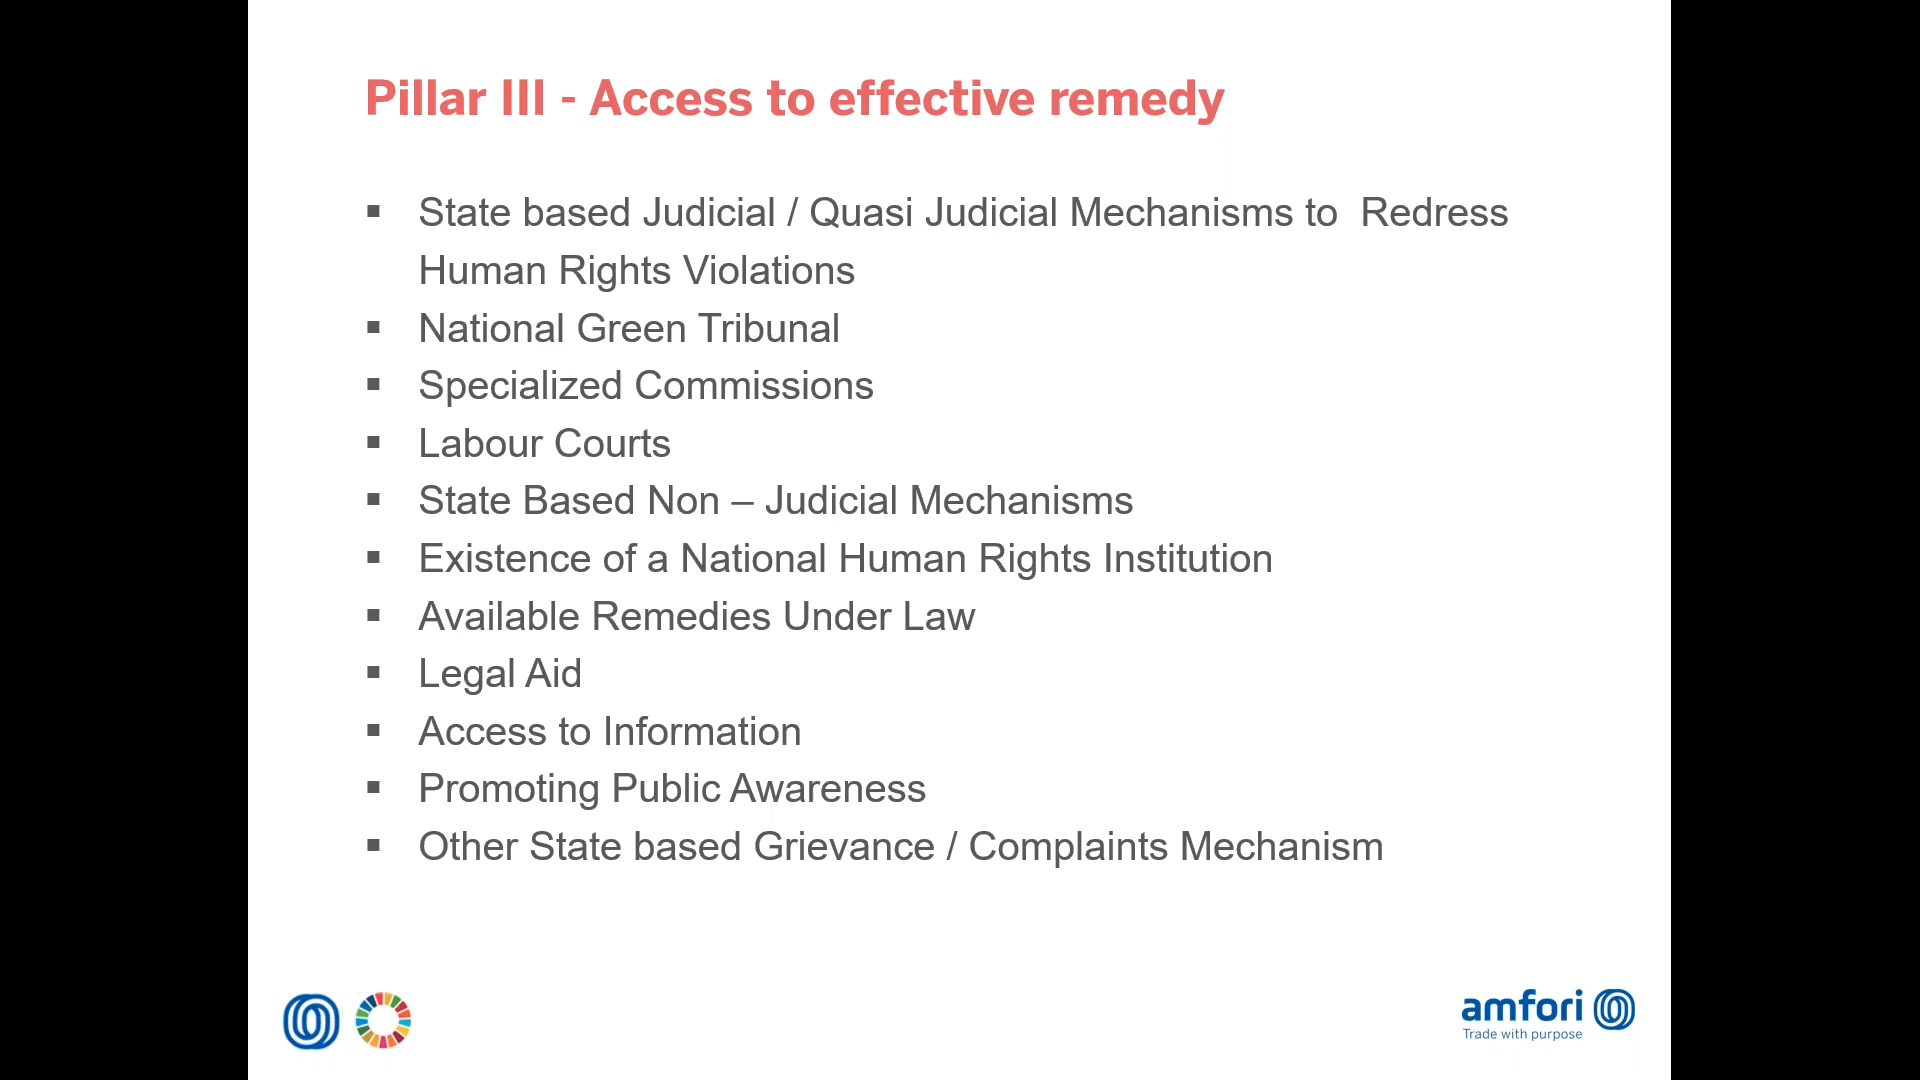 Pillar III - Access to effective remedy
▪ State based Judicial / Quasi Judicial Mechanisms to  Redress
Human Rights Violations
▪ National Green Tribunal
▪ Specialized Commissions
▪ Labour Courts
▪ State Based Non – Judicial Mechanisms
▪ Existence of a National Human Rights Institution
▪ Available Remedies Under Law
▪ Legal Aid
▪ Access to Information
▪ Promoting Public Awareness
▪ Other State based Grievance / Complaints Mechanism
amfori
Trade with purpose